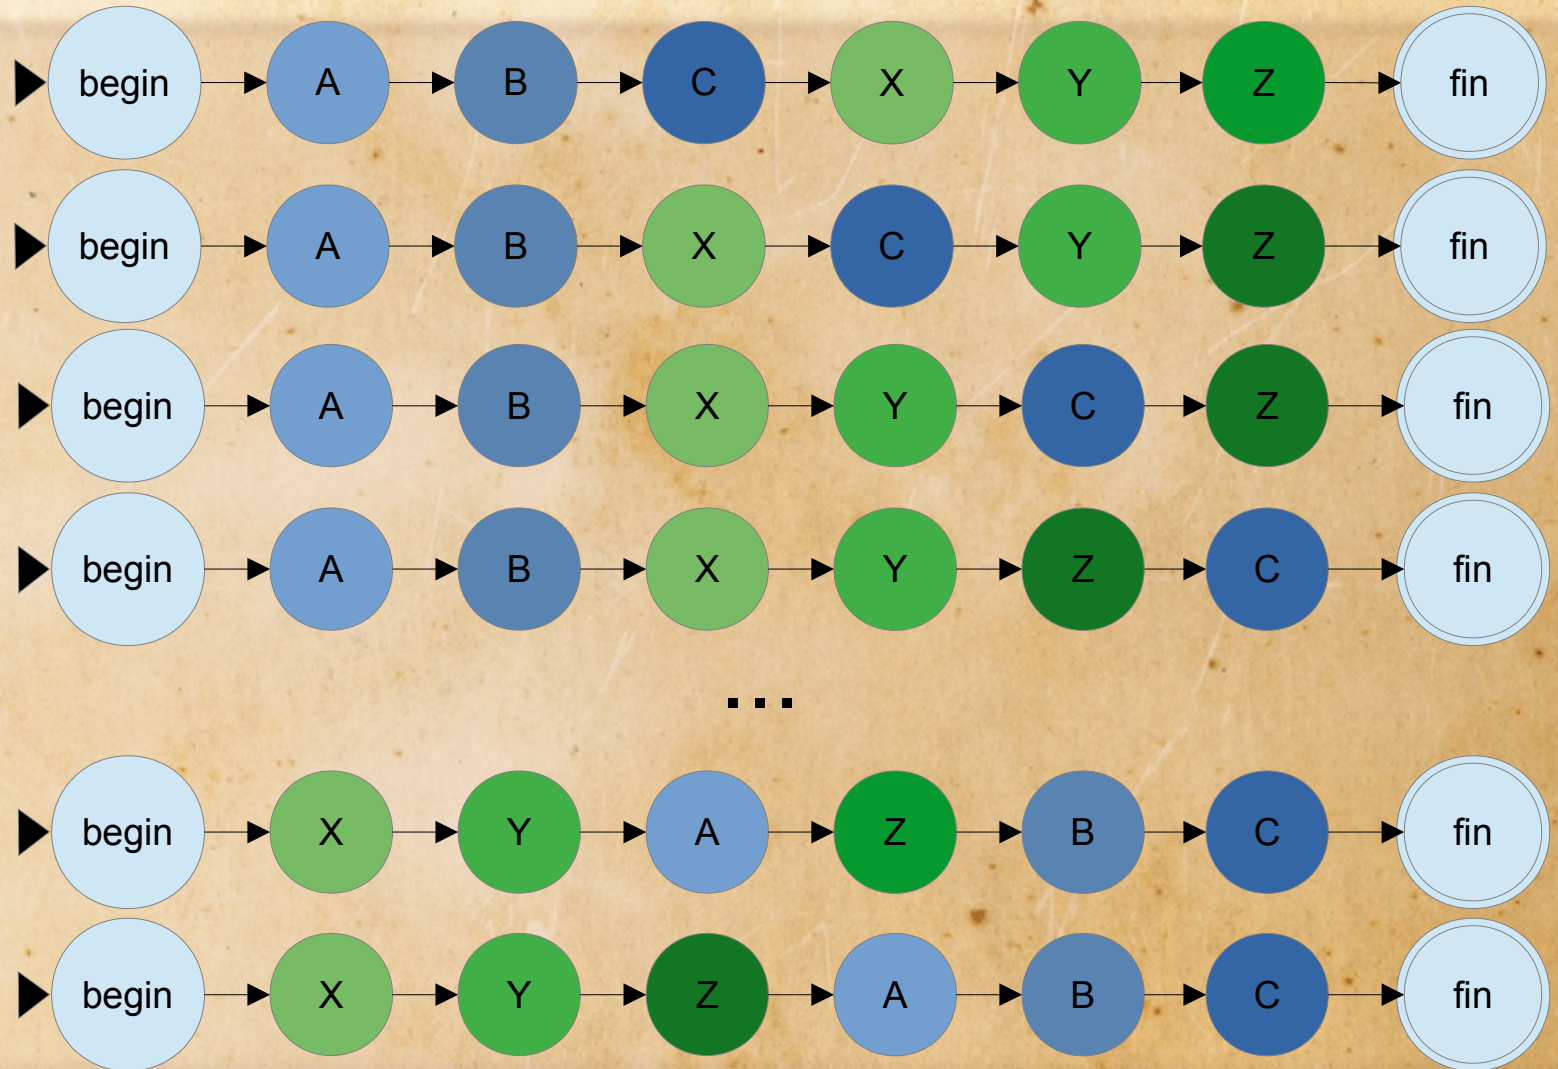 begin A B C X Y Z fin
begin A B X C Y Z fin
begin A B X Y C Z fin
begin A B X Y Z C fin
...
begin X Y A Z B C fin
begin X Y Z A B C fin